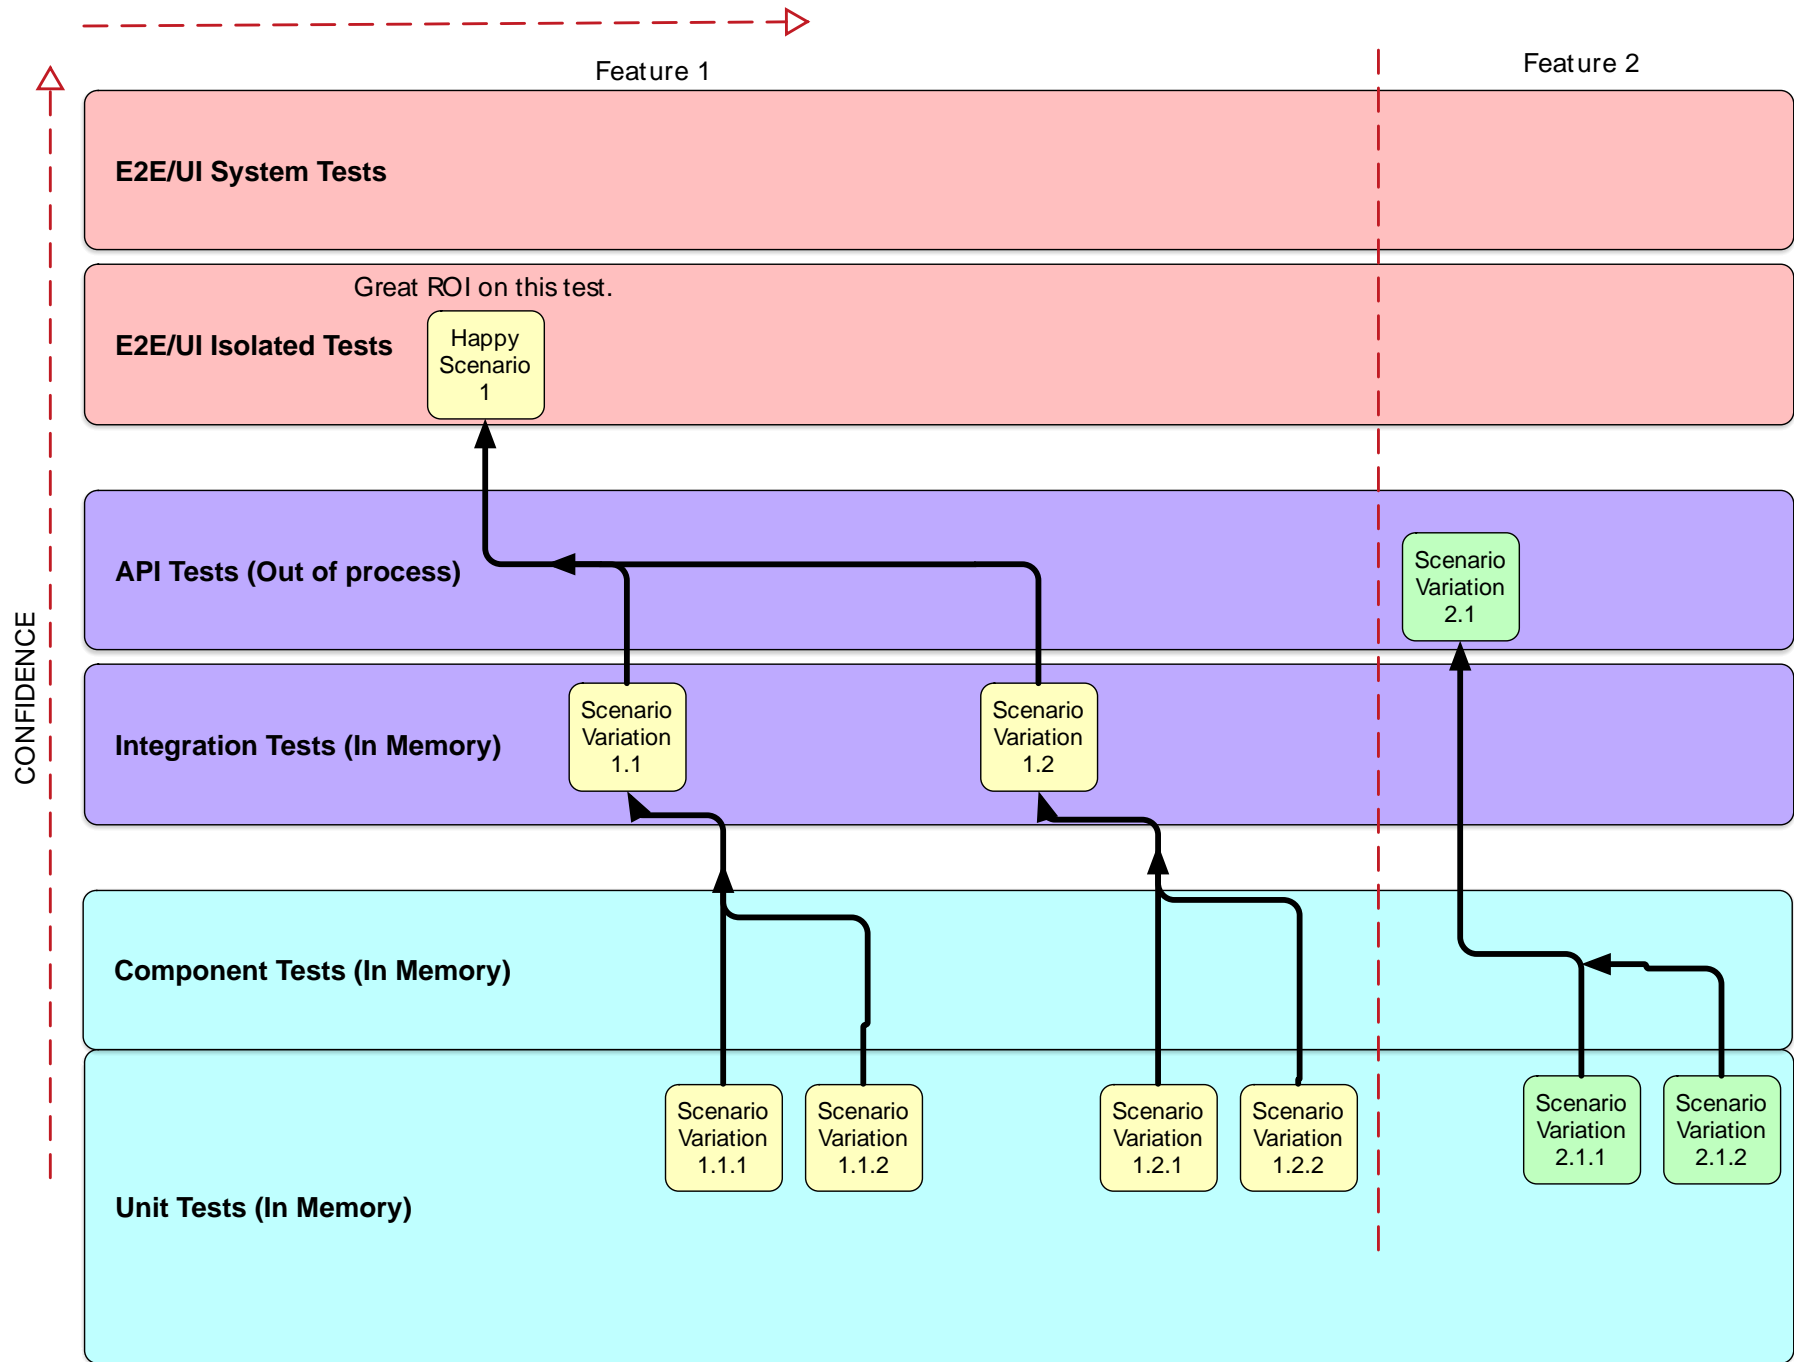 Feature 1
Feature 2
E2E/UI System Tests
Great ROI on this test.
E2E/UI Isolated Tests
Happy
Scenario
1
API Tests (Out of process)
Scenario
Variation
2.1
CONFIDENCE
Integration Tests (In Memory)
Scenario
Variation
1.1
Scenario
Variation
1.2
Component Tests (In Memory)
Unit Tests (In Memory)
Scenario
Variation
1.1.1
Scenario
Variation
1.1.2
Scenario
Variation
1.2.1
Scenario
Variation
1.2.2
Scenario
Variation
2.1.1
Scenario
Variation
2.1.2